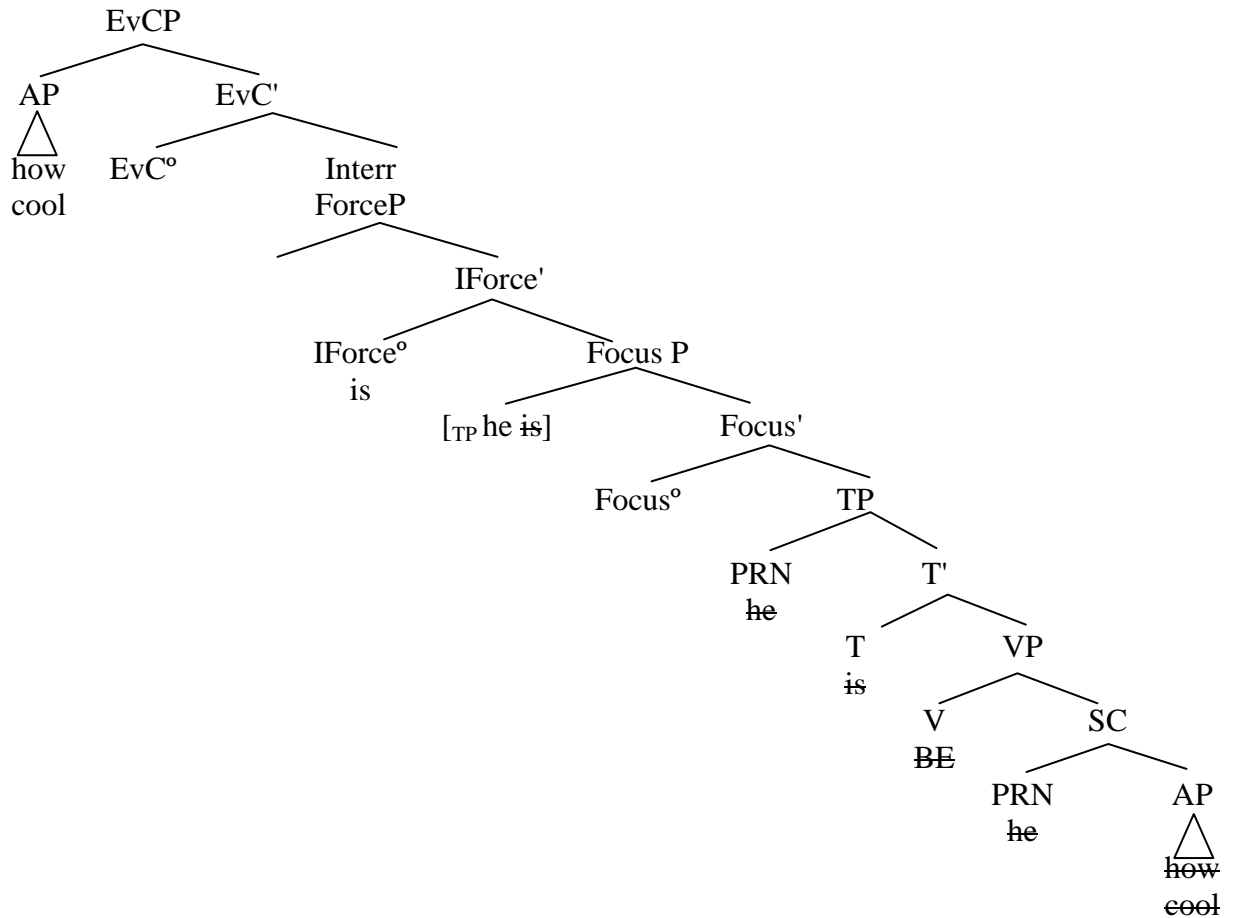 EvCP
AP EvC'
how EvCº Interr
cool ForceP
IForce'
IForceº Focus P
is
[TP he is] Focus'
Focusº TP
PRN T'
he
T VP
is
V SC
BE
PRN AP
he
how
cool